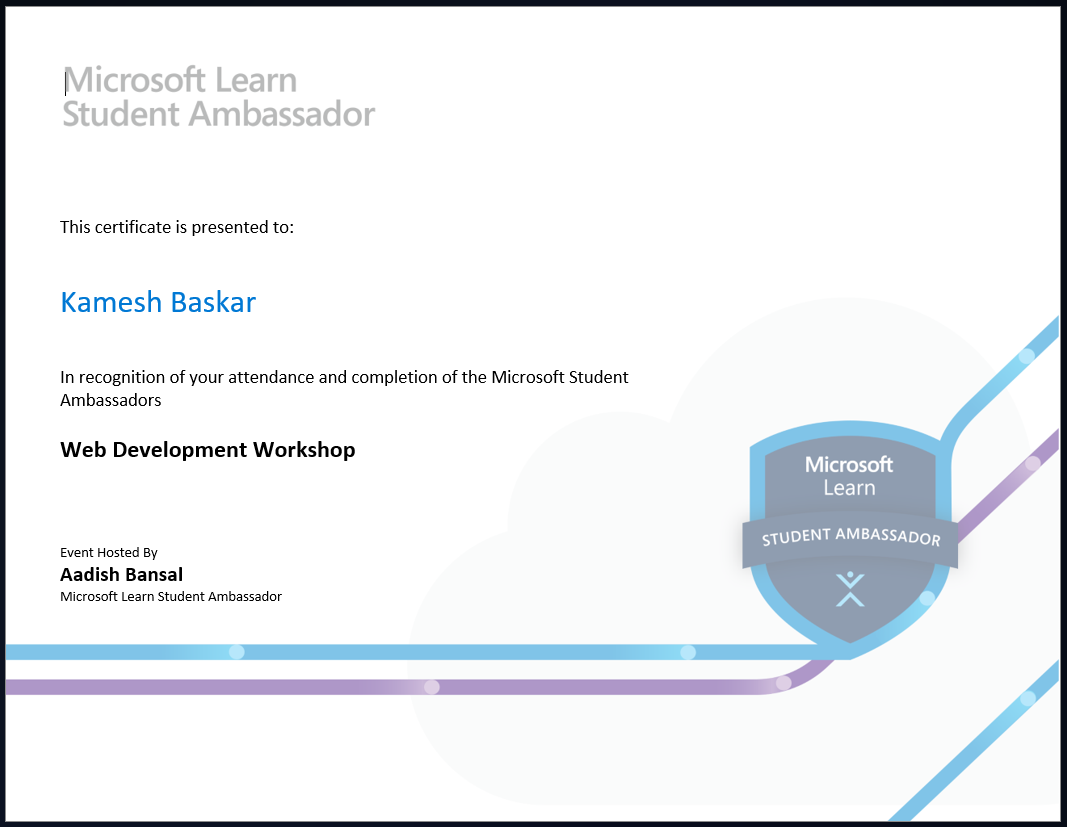 Microsoft Learn
Student Ambassador
This certificate is presented to:
Kamesh Baskar
In recognition of your attendance and completion of the Microsoft Student
Ambassadors
Web Development Workshop
Microsoft
Learn
STUDENT AMBASSADOR
Event Hosted By
Aadish Bansal
Microsoft Learn Student Ambassador